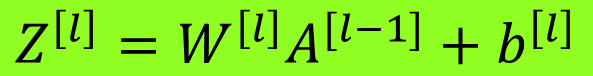 Z^[l] = W^[l] A^[l−1] + b^[l]